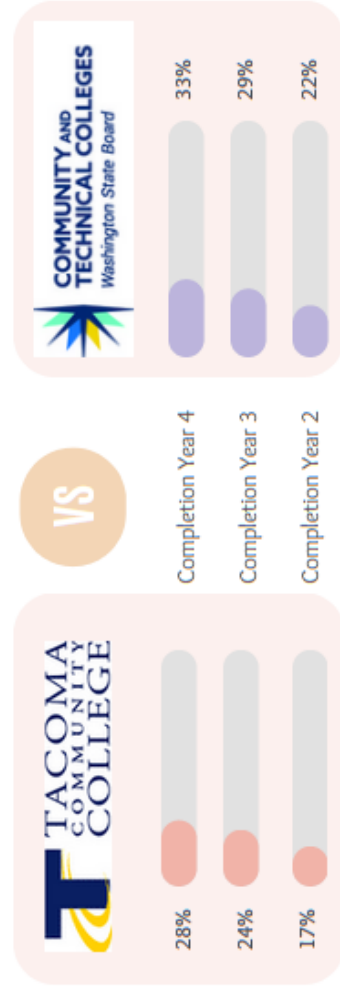 TACOMA
COMMUNITY
COLLEGE
VS
COMMUNITY AND
TECHNICAL COLLEGES
Washington State Board
28%
Completion Year 4
33%
24%
Completion Year 3
29%
17%
Completion Year 2
22%